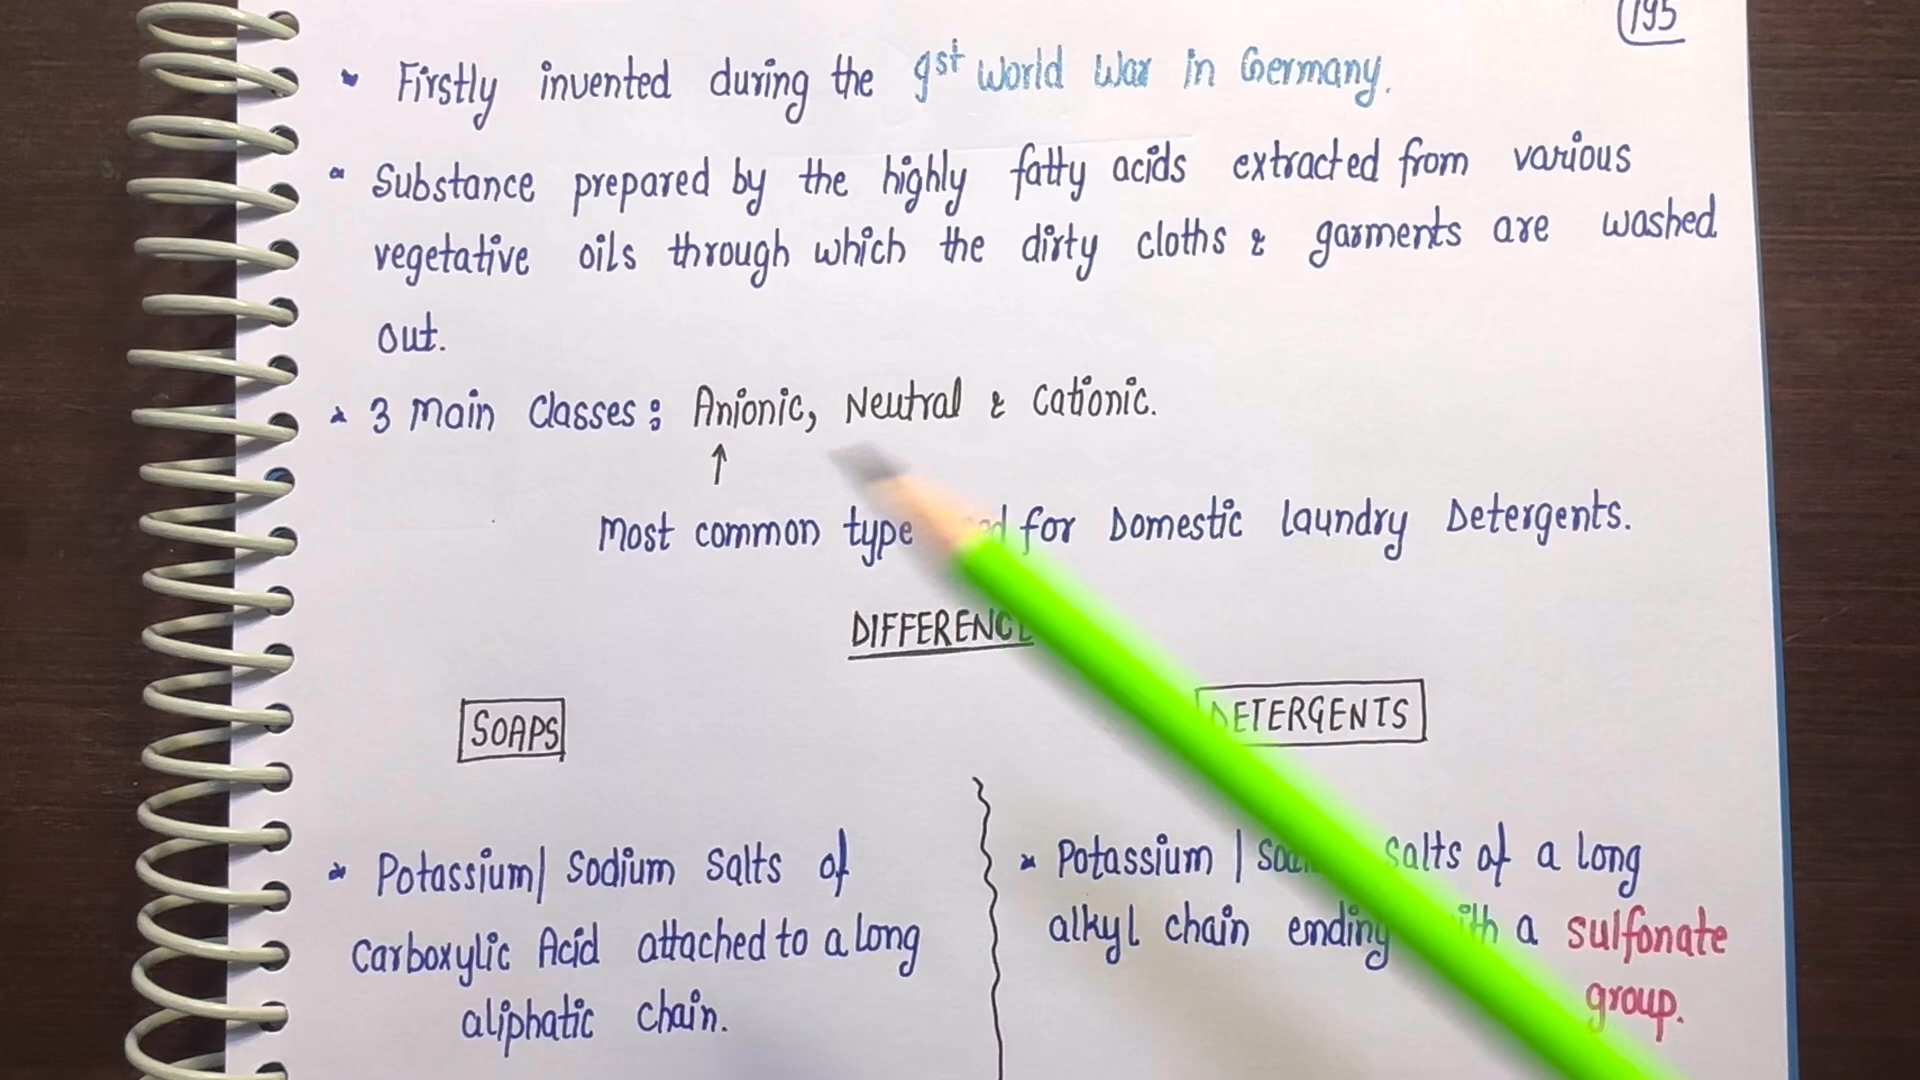 195
Firstly invented during the 1st World War in Germany.
Substance prepared by the highly fatty acids extracted from various
vegetative oils through which the dirty cloths & garments are washed
out.
3 Main Classes: Anionic, Neutral & Cationic.
↑
Most common type for Domestic laundry Detergents.
DIFFERENCE
SOAPS
DETERGENTS
Potassium/ Sodium Salts of
Carboxylic Acid attached to a long
aliphatic chain.
Potassium / Salts of a long
alkyl chain ending with a sulfonate
group.